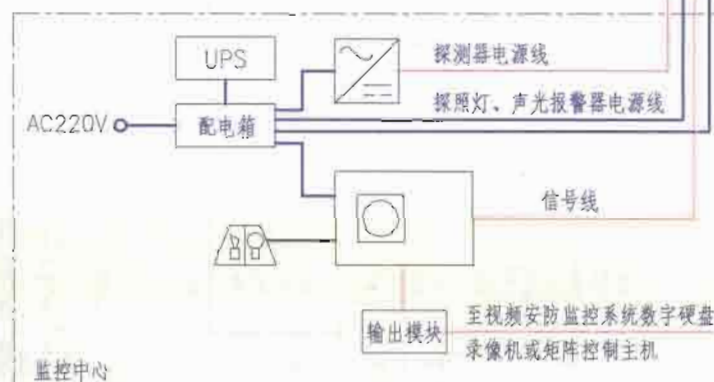 UPS
探测器电源线
探照灯、声光报警器电源线
AC220V
配电箱
信号线
输出模块
至视频安防监控系统数字硬盘
录像机或矩阵控制主机
监控中心